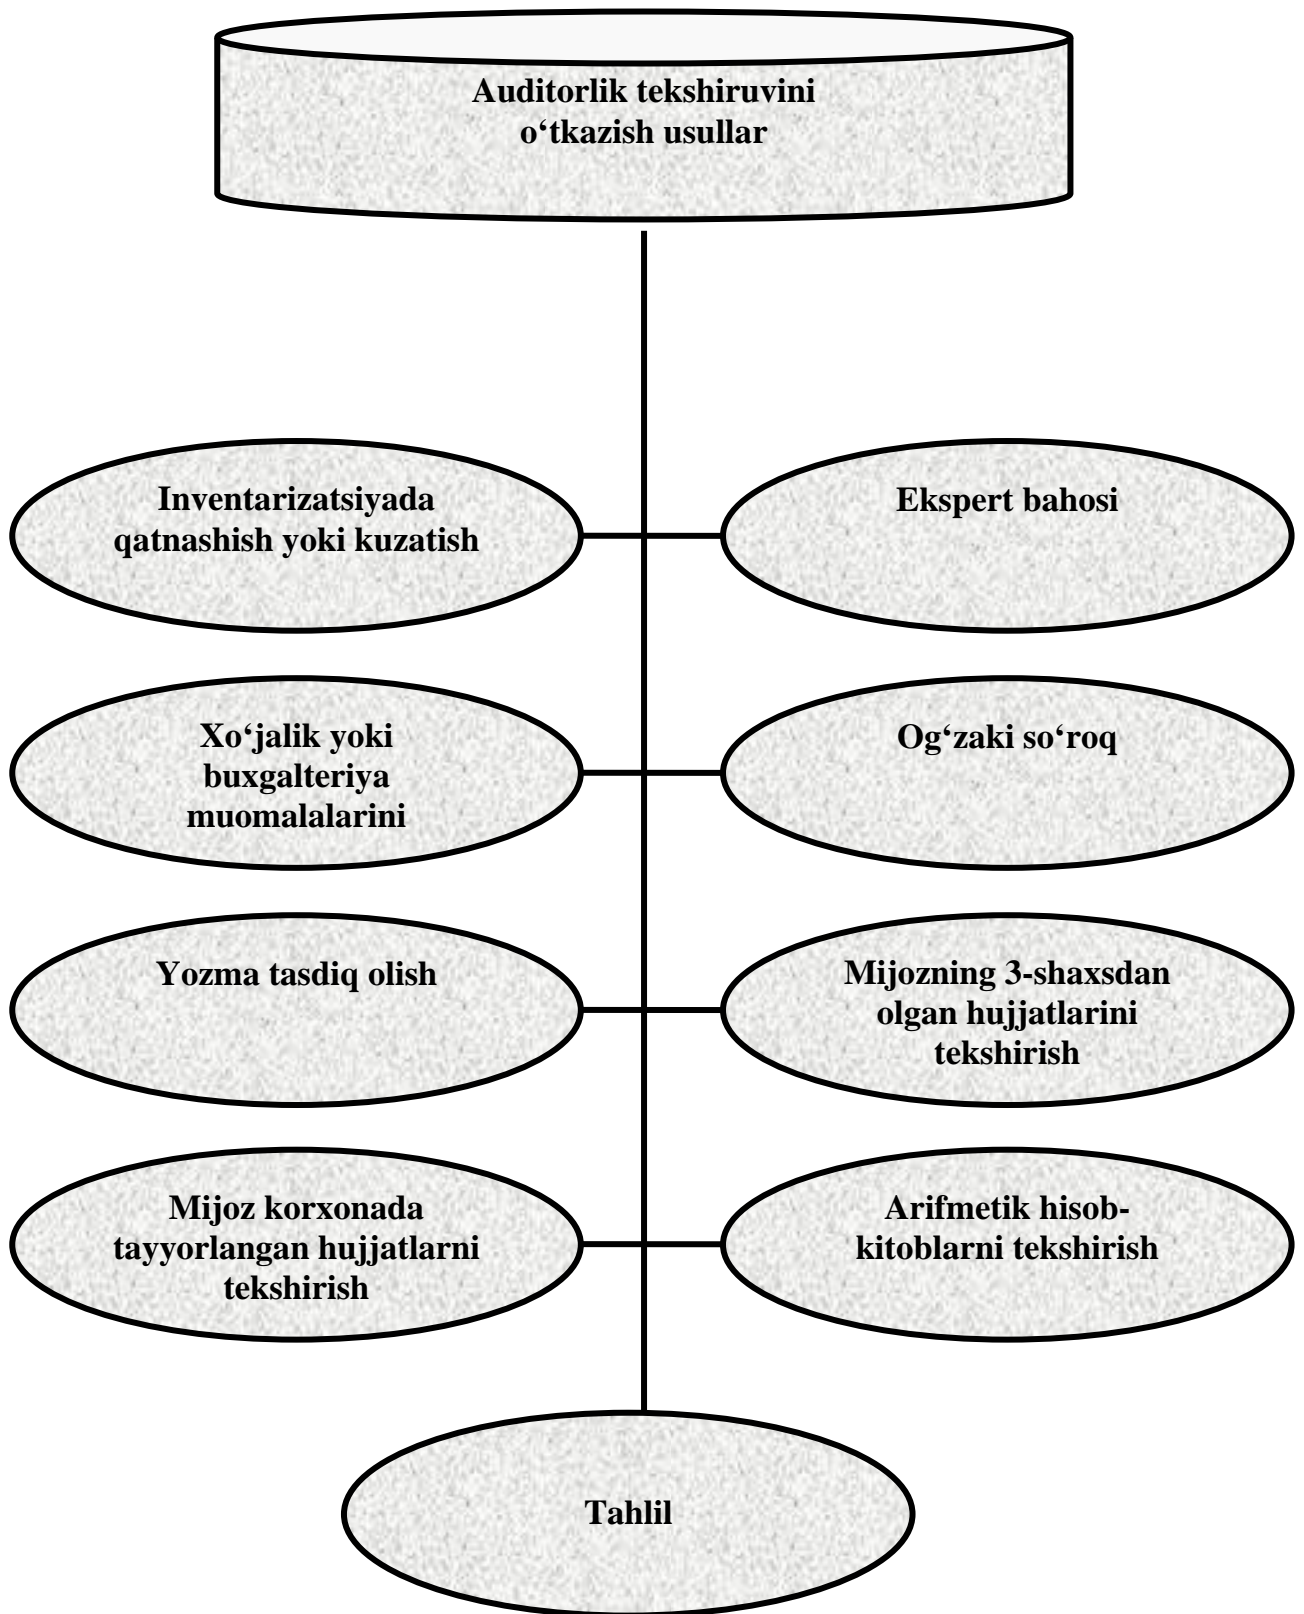 Auditorlik tekshiruvini
o‘tkazish usullar
Inventarizatsiyada
qatnashish yoki kuzatish
Ekspert bahosi
Xo‘jalik yoki
buxgalteriya
muomalalarini
Og‘zaki so‘roq
Yozma tasdiq olish
Mijozning 3-shaxsdan
olgan hujjatlarini
tekshirish
Mijoz korxonada
tayyorlangan hujjatlarni
tekshirish
Arifmetik hisob-
kitoblarni tekshirish
Tahlil